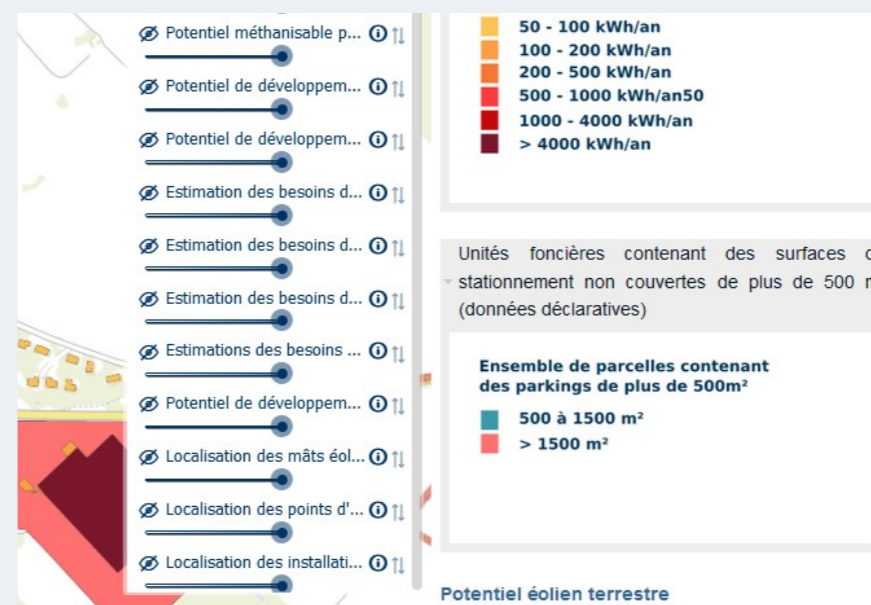 Potentiel méthanisable p...
Potentiel de développem...
Potentiel de développem...
Estimation des besoins d...
Estimation des besoins d...
Estimation des besoins d...
Estimations des besoins ...
Potentiel de développem...
Localisation des mâts éol...
Localisation des points d'...
Localisation des installati...
50 - 100 kWh/an
100 - 200 kWh/an
200 - 500 kWh/an
500 - 1000 kWh/an50
1000 - 4000 kWh/an
> 4000 kWh/an
Unités foncières contenant des surfaces
stationnement non couvertes de plus de 500
(données déclaratives)
Ensemble de parcelles contenant
des parkings de plus de 500m²
500 à 1500 m²
> 1500 m²
Potentiel éolien terrestre